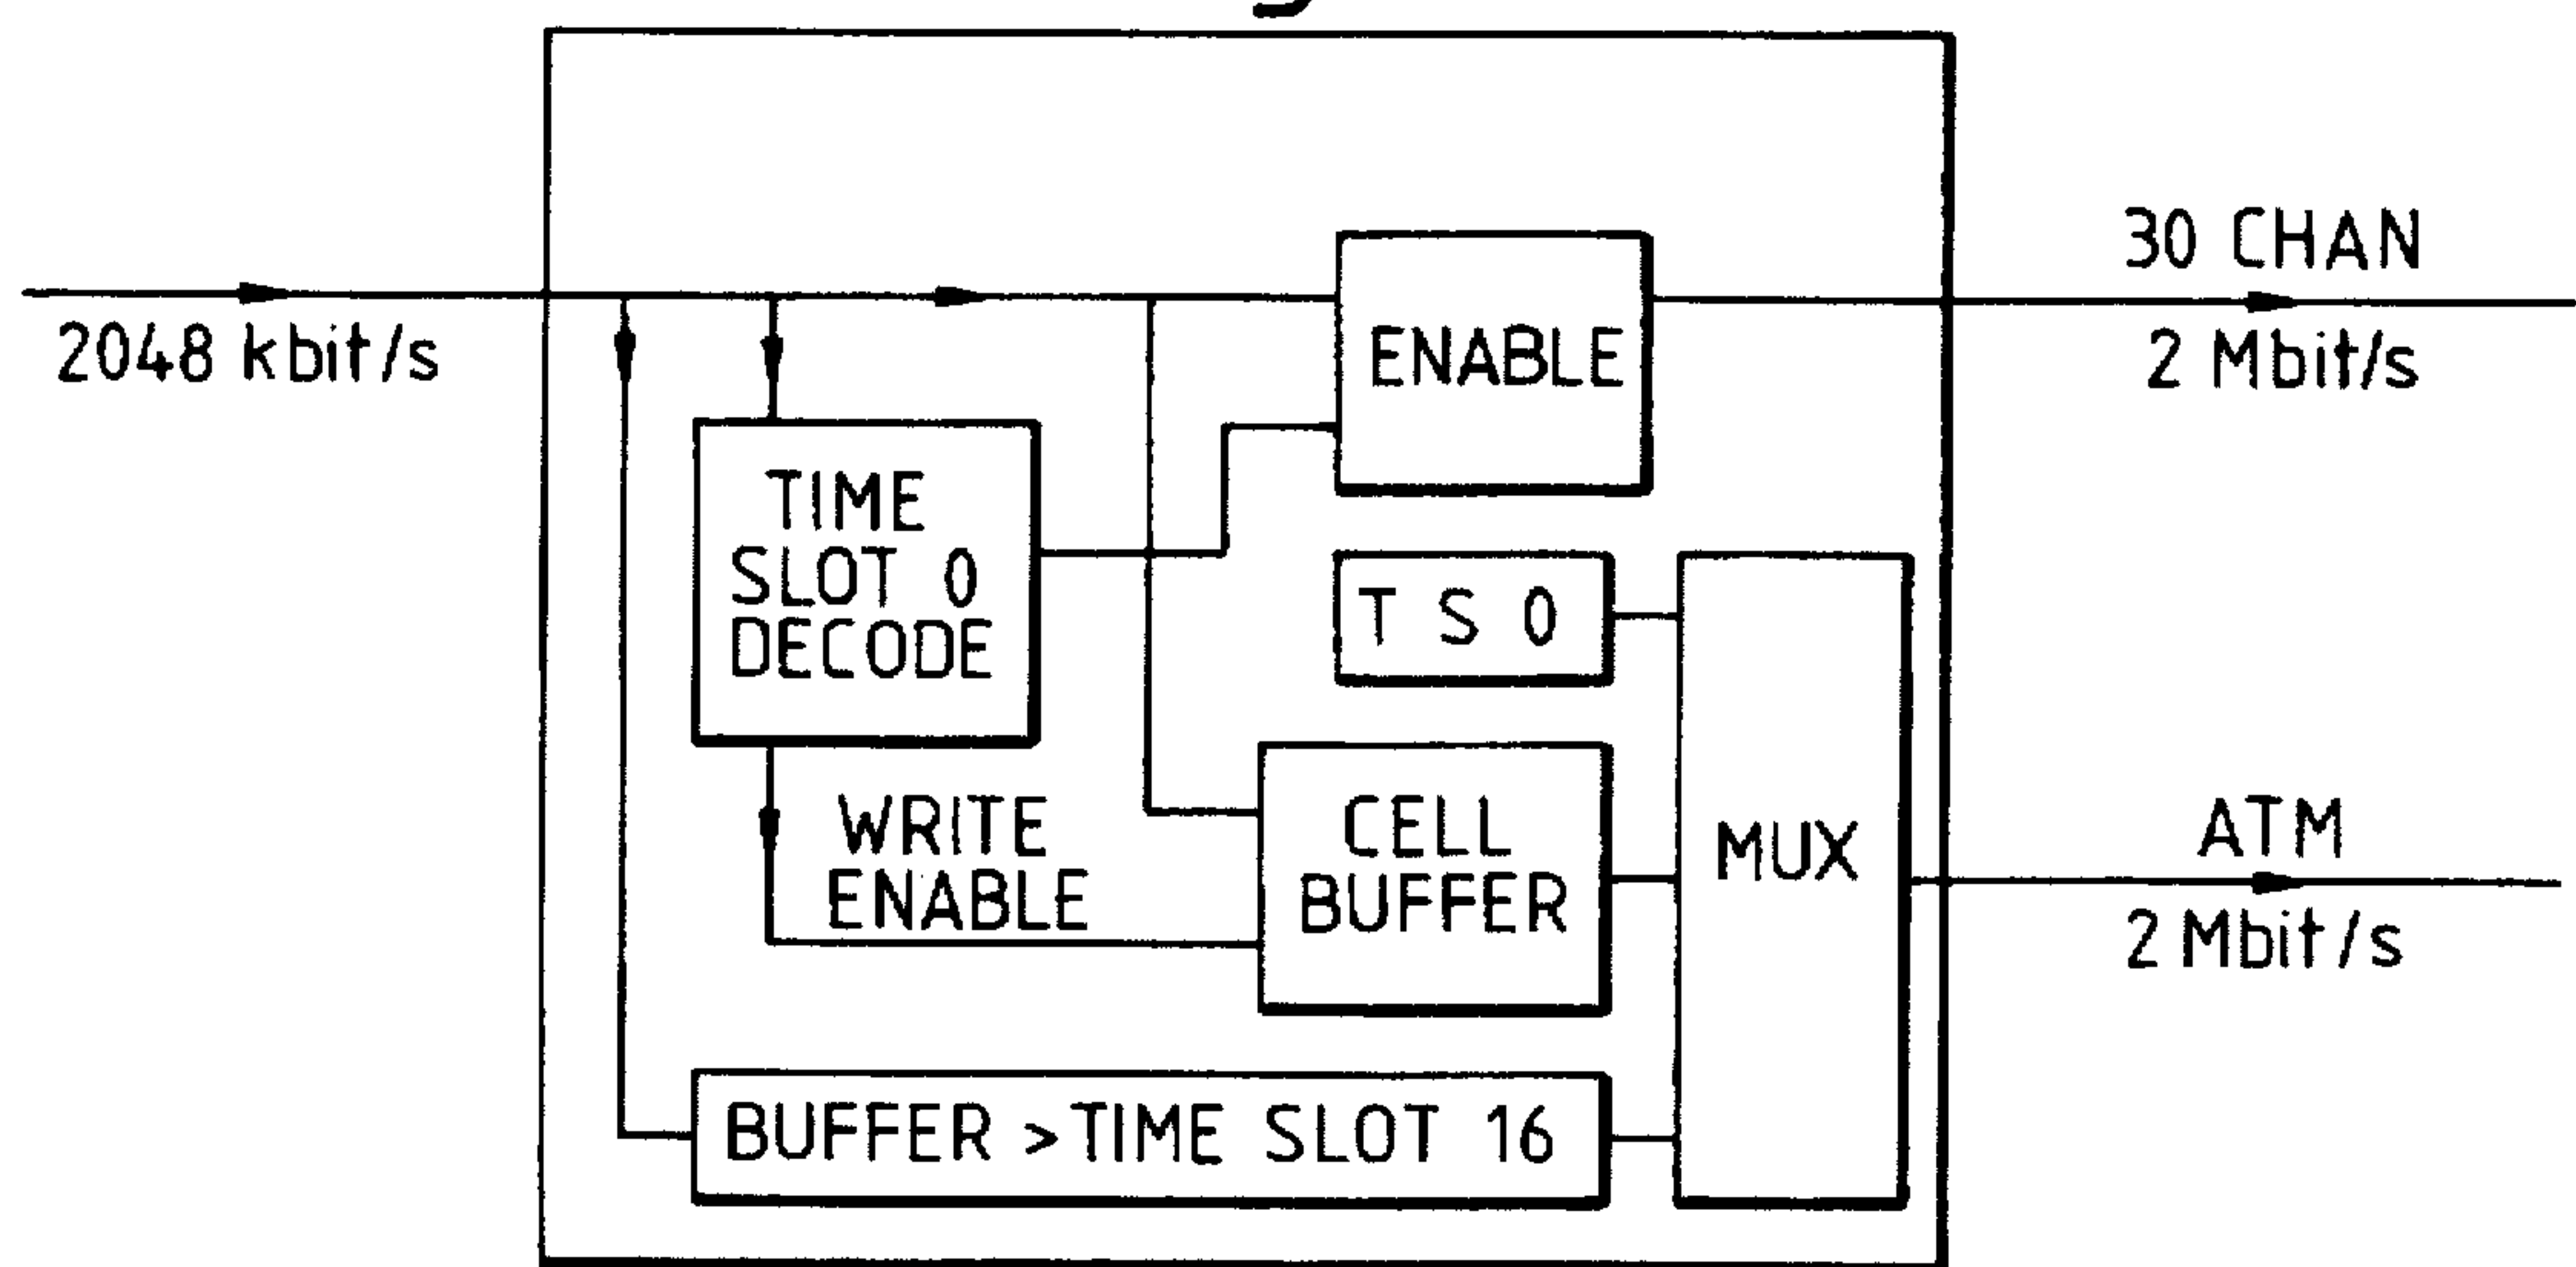 30 CHAN
2048 kbit/s
2 Mbit/s
ENABLE
TIME
SLOT 0
DECODE
T S 0
WRITE
ENABLE
CELL
BUFFER
MUX
ATM
2 Mbit/s
BUFFER >TIME SLOT 16